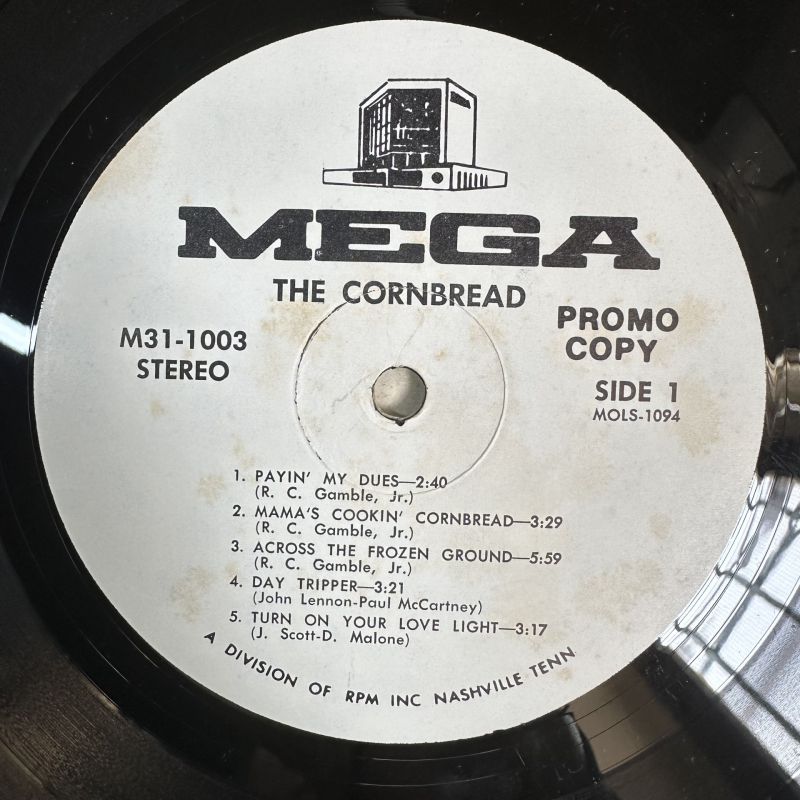 MEGA
THE CORNBREAD
M31-1003
STEREO
PROMO
COPY
SIDE 1
MOLS-1094
1. PAYIN' MY DUES—2:40
(R. C. Gamble, Jr.)
2. MAMA'S COOKIN' CORNBREAD—3:29
(R. C. Gamble, Jr.)
3. ACROSS THE FROZEN GROUND—5:59
(R. C. Gamble, Jr.)
4. DAY TRIPPER—3:21
(John Lennon-Paul McCartney)
5. TURN ON YOUR LOVE LIGHT—3:17
(J. Scott-D. Malone)
A DIVISION OF RPM INC NASHVILLE TENN